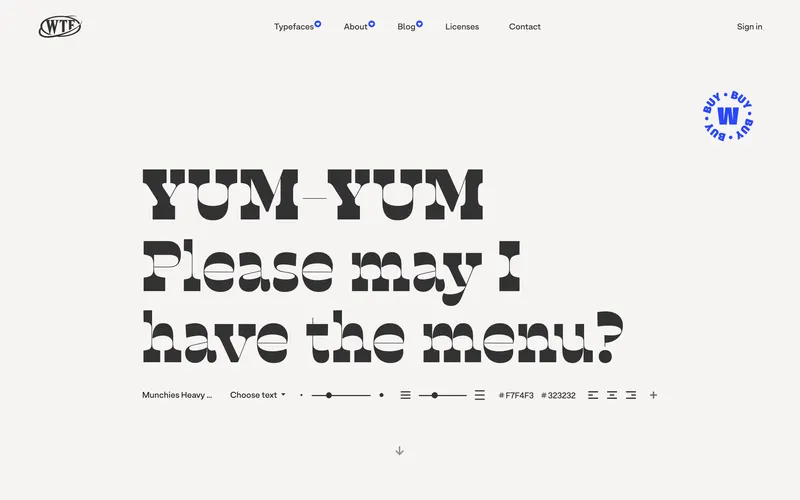 WTF
Typefaces
About
Blog
Licenses
Contact
Sign in
BUY • BUY • BUY • BUY •
W
YUM–YUM
Please may I
have the menu?
Munchies Heavy ...
Choose text
# F7F4F3
# 323232